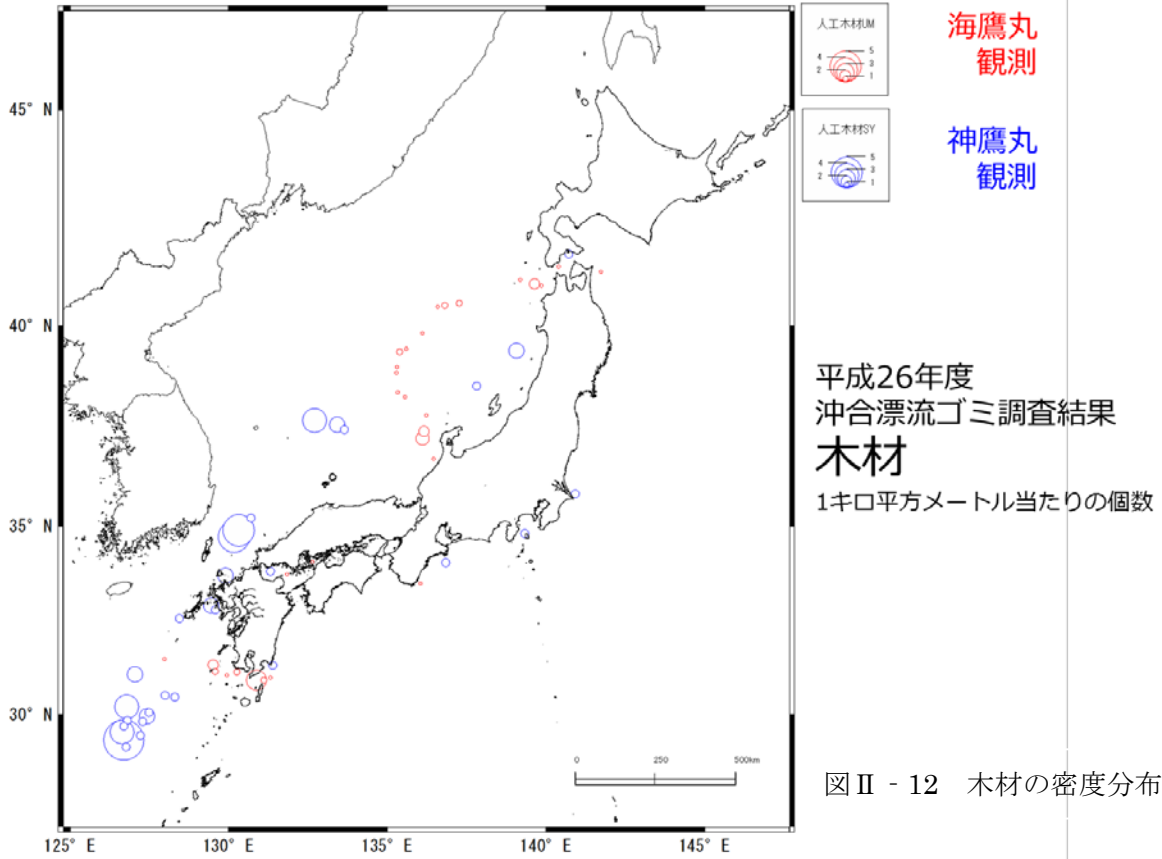 人工木材UM
4 5
2 3
1
海鷹丸
観測
人工木材SY
4 5
2 3
1
神鷹丸
観測
45° N
40° N
35° N
30° N
平成26年度
沖合漂流ゴミ調査結果
木材
1キロ平方メートル当たりの個数
0 250 500km
図Ⅱ - 12 木材の密度分布
125° E 130° E 135° E 140° E 145° E